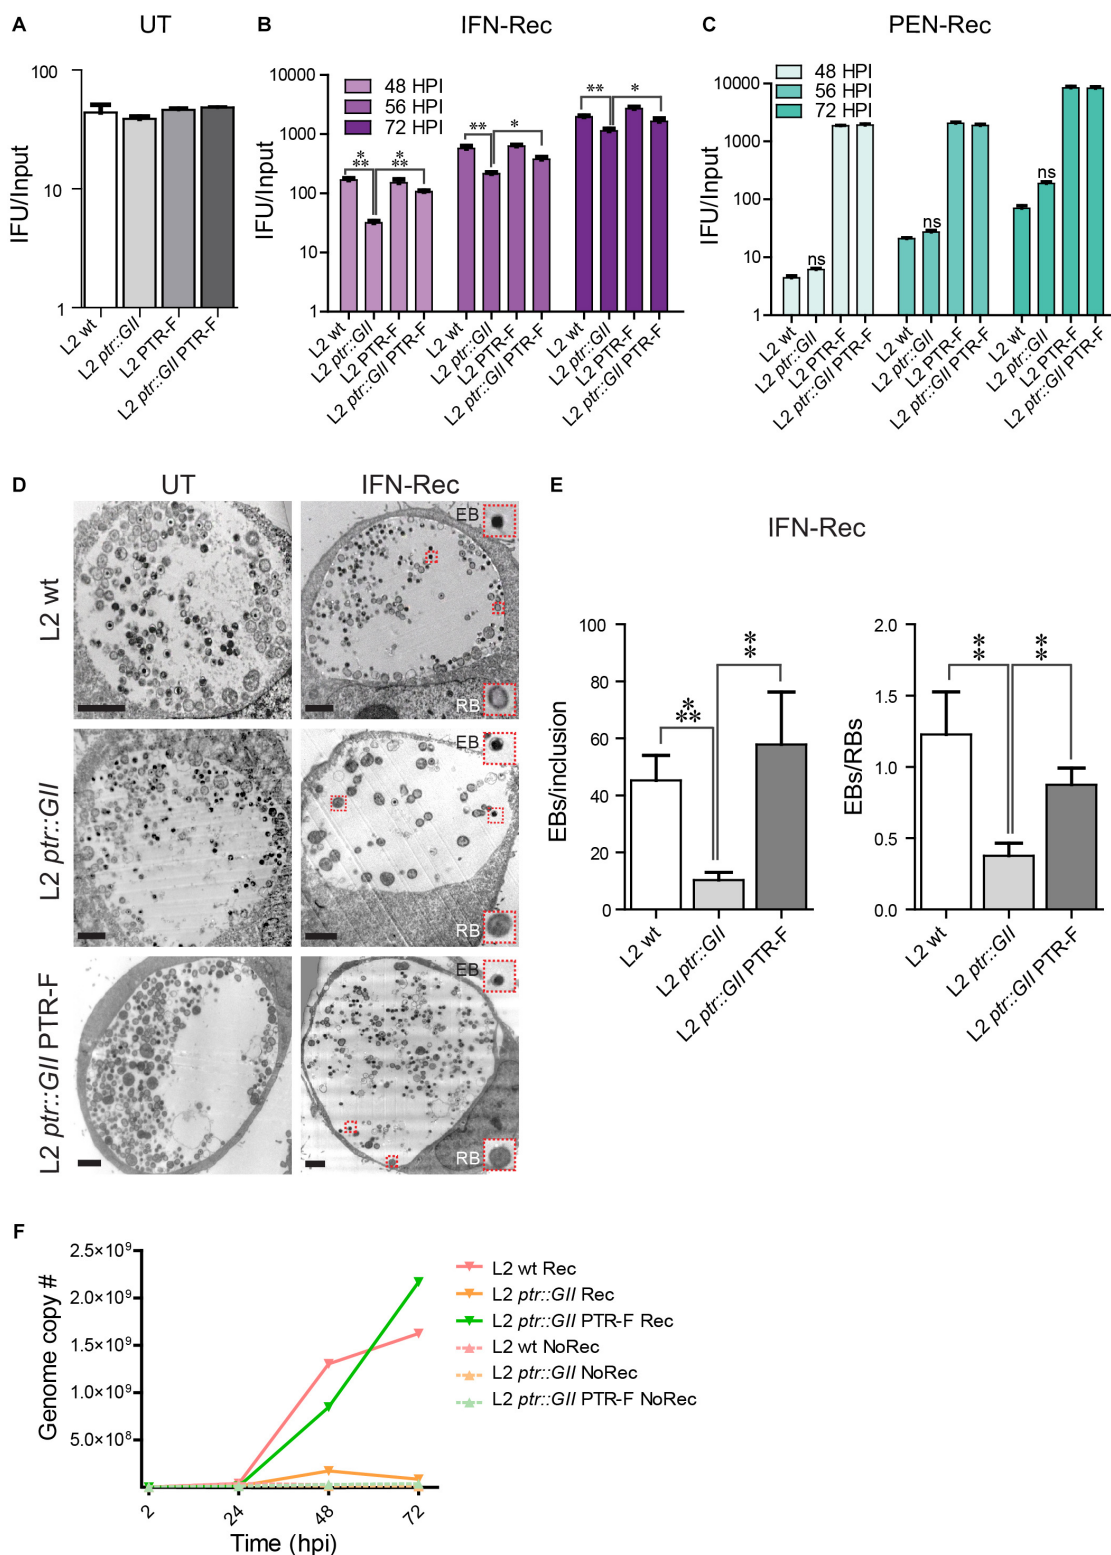 A
UT
IFU/Input
100
10
1
L2 wt
L2 ptr::GII
L2 PTR-F
L2 ptr::GII PTR-F
B
IFN-Rec
IFU/Input
10000
1000
100
10
1
48 HPI
56 HPI
72 HPI
*
**
*
**
**
*
**
*
L2 wt
L2 ptr::GII
L2 PTR-F
L2 ptr::GII PTR-F
L2 wt
L2 ptr::GII
L2 PTR-F
L2 ptr::GII PTR-F
L2 wt
L2 ptr::GII
L2 PTR-F
L2 ptr::GII PTR-F
C
PEN-Rec
IFU/Input
10000
1000
100
10
1
48 HPI
56 HPI
72 HPI
ns
ns
ns
L2 wt
L2 ptr::GII
L2 PTR-F
L2 ptr::GII PTR-F
L2 wt
L2 ptr::GII
L2 PTR-F
L2 ptr::GII PTR-F
L2 wt
L2 ptr::GII
L2 PTR-F
L2 ptr::GII PTR-F
D
UT
IFN-Rec
L2 wt
EB
RB
L2 ptr::GII
EB
RB
L2 ptr::GII PTR-F
EB
RB
E
IFN-Rec
EBs/inclusion
100
80
60
40
20
0
*
**
*
*
L2 wt
L2 ptr::GII
L2 ptr::GII PTR-F
EBs/RBs
2.0
1.5
1.0
0.5
0.0
*
*
*
*
L2 wt
L2 ptr::GII
L2 ptr::GII PTR-F
F
Genome copy #
2.5×10⁹
2.0×10⁹
1.5×10⁹
1.0×10⁹
5.0×10⁸
2
24
48
72
Time (hpi)
L2 wt Rec
L2 ptr::GII Rec
L2 ptr::GII PTR-F Rec
L2 wt NoRec
L2 ptr::GII NoRec
L2 ptr::GII PTR-F NoRec